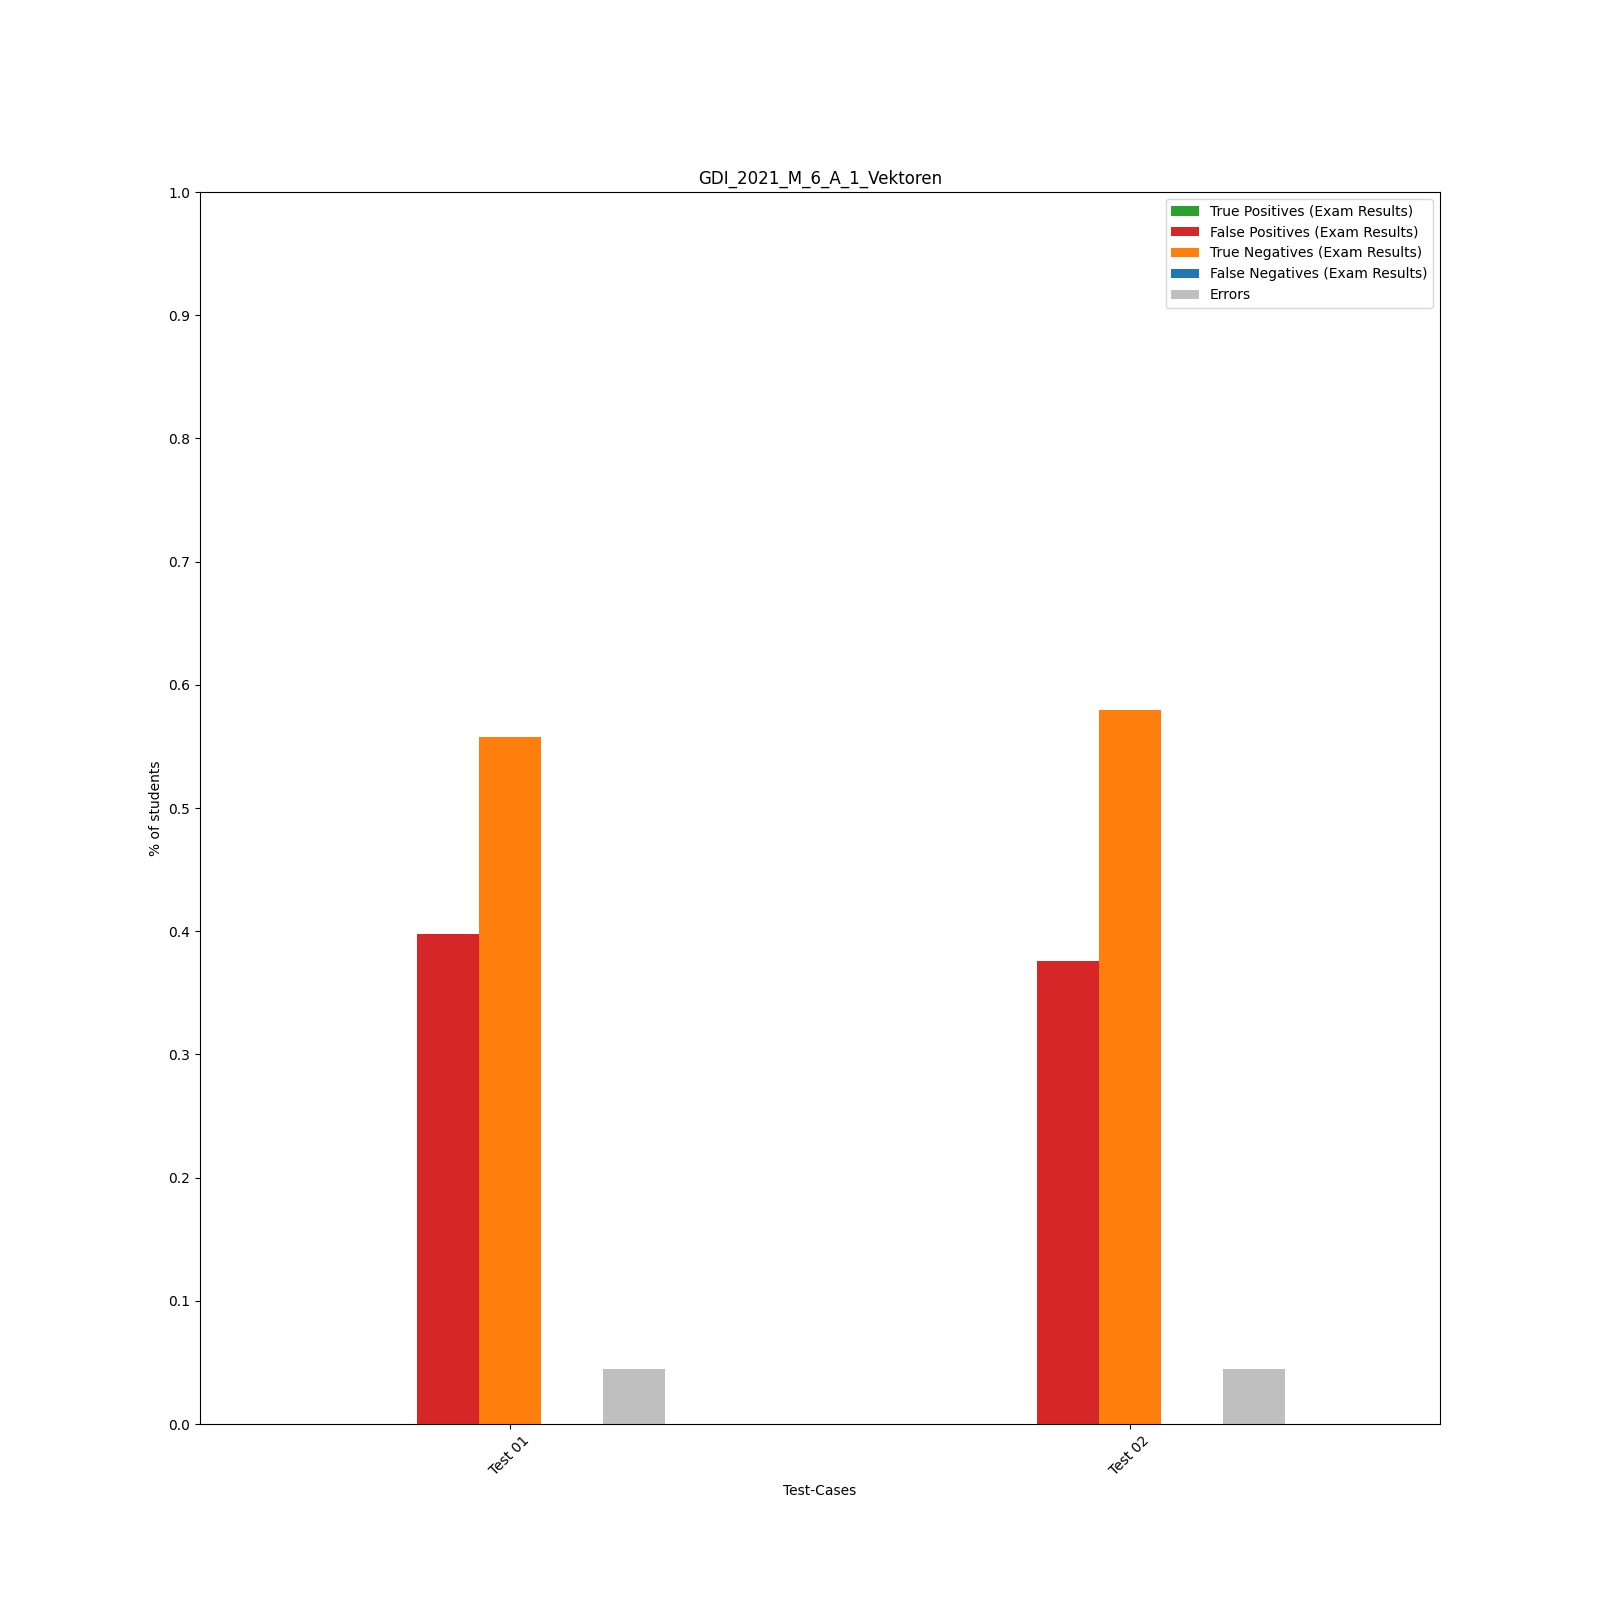 GDI_2021_M_6_A_1_Vektoren
True Positives (Exam Results)
False Positives (Exam Results)
True Negatives (Exam Results)
False Negatives (Exam Results)
Errors
1.0
0.9
0.8
0.7
0.6
0.5
0.4
0.3
0.2
0.1
0.0
% of students
Test 01
Test 02
Test-Cases